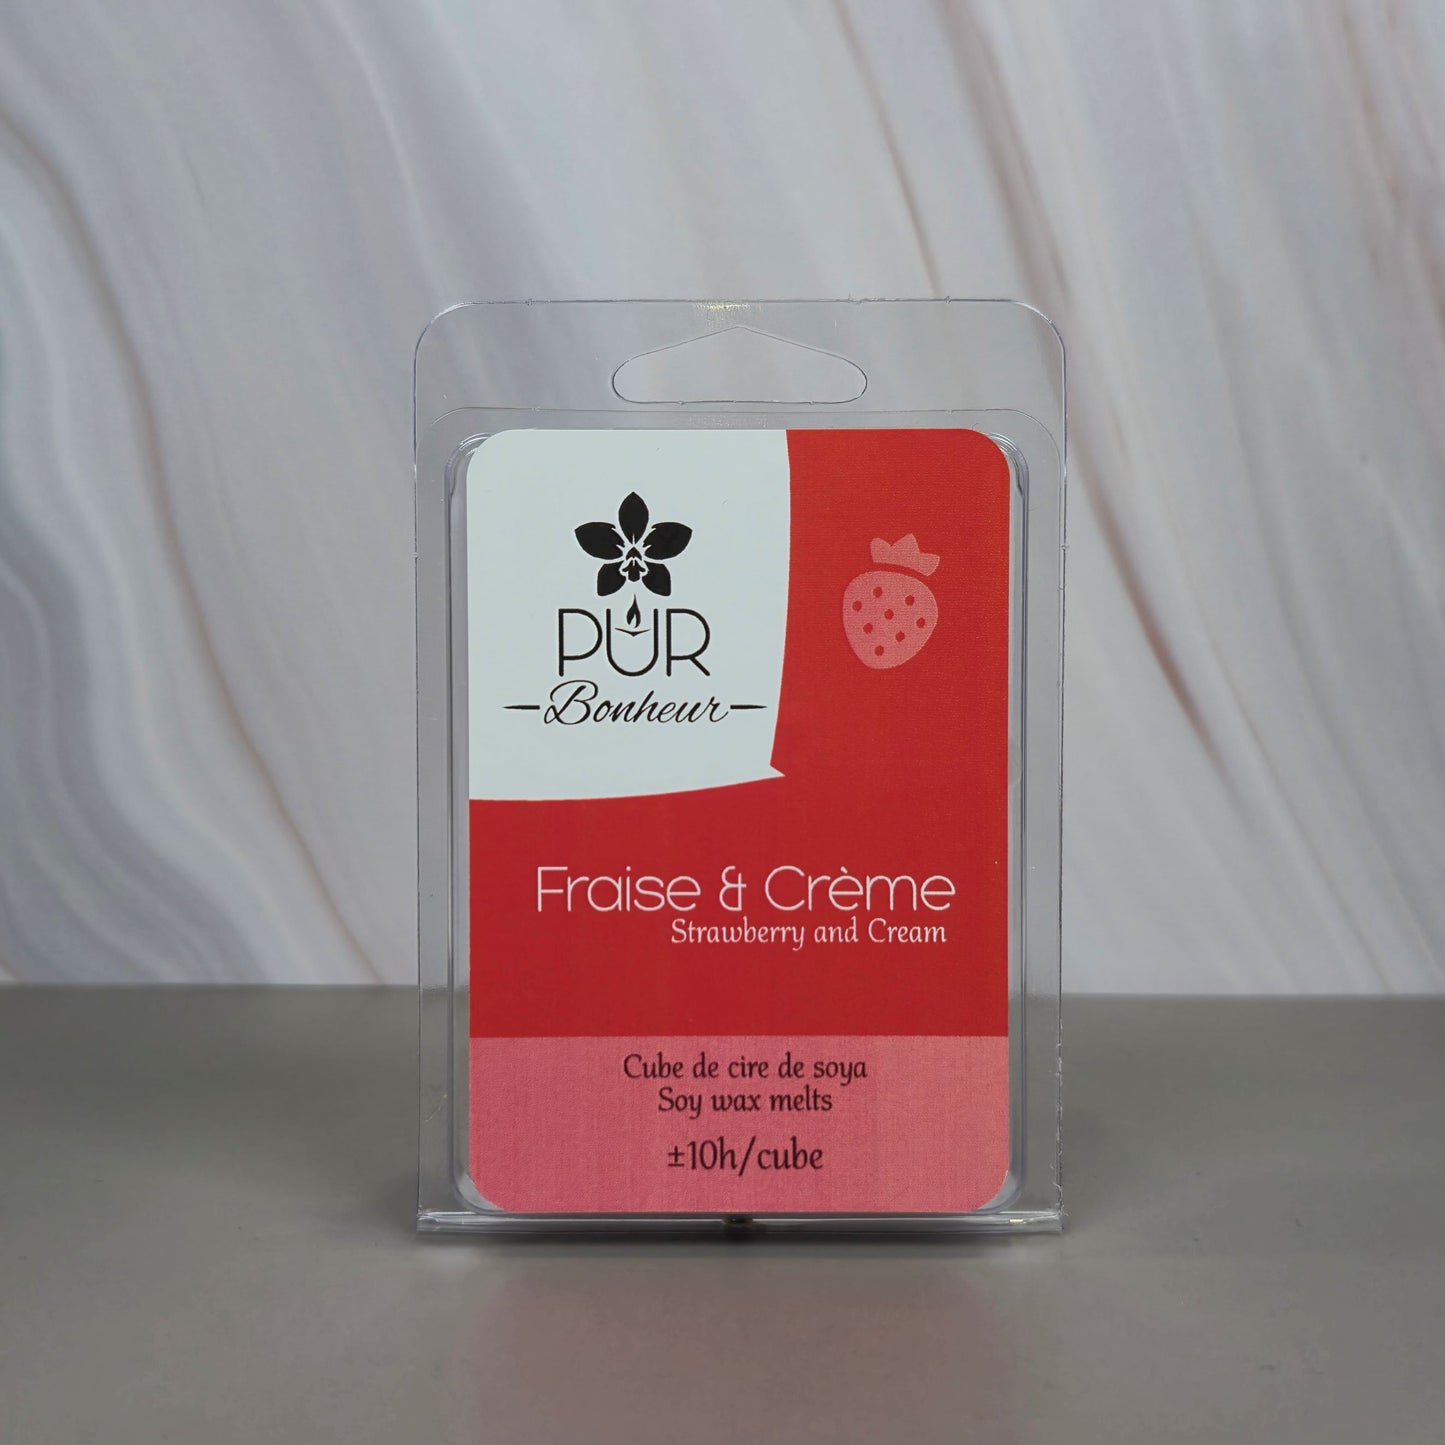 PUR
Bonheur
Fraise & Crème
Strawberry and Cream
Cube de cire de soya
Soy wax melts
±10h/cube